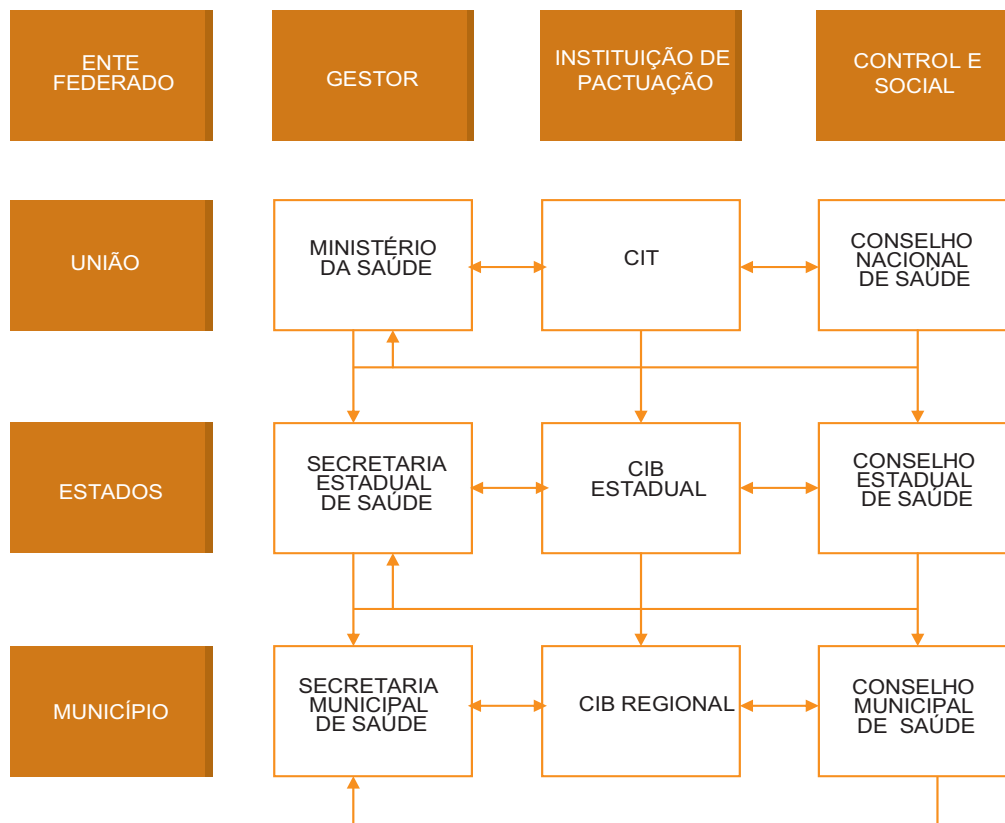 ENTE
FEDERADO
GESTOR
INSTITUIÇÃO DE
PACTUAÇÃO
CONTROL E
SOCIAL
UNIÃO
MINISTÉRIO
DA SAÚDE
CIT
CONSELHO
NACIONAL
DE SAÚDE
ESTADOS
SECRETARIA
ESTADUAL
DE SAÚDE
CIB
ESTADUAL
CONSELHO
ESTADUAL
DE SAÚDE
MUNICÍPIO
SECRETARIA
MUNICIPAL
DE SAÚDE
CIB REGIONAL
CONSELHO
MUNICIPAL
DE SAÚDE